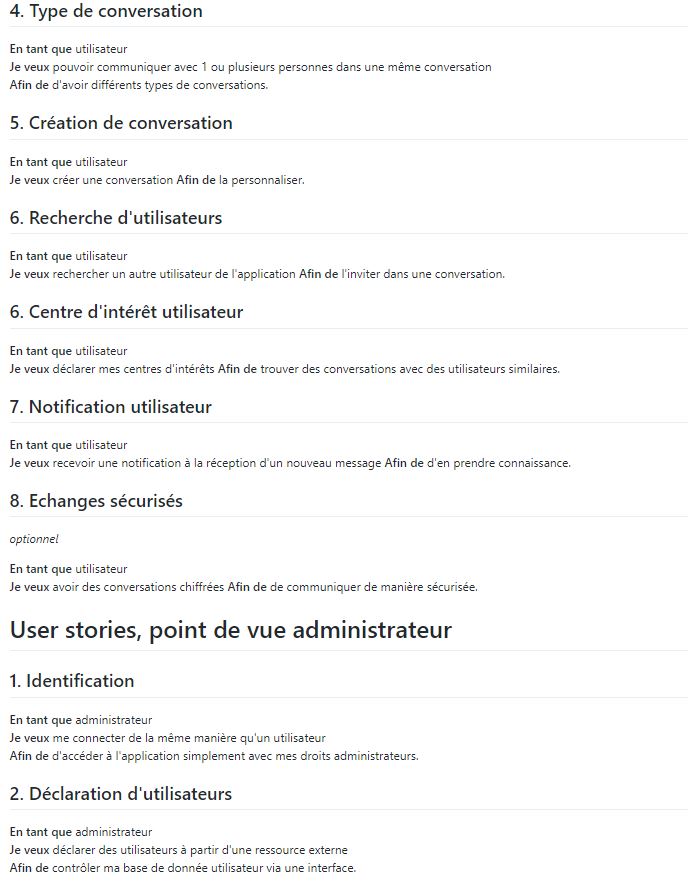 4. Type de conversation
En tant que utilisateur
Je veux pouvoir communiquer avec 1 ou plusieurs personnes dans une même conversation
Afin de d'avoir différents types de conversations.
5. Création de conversation
En tant que utilisateur
Je veux créer une conversation Afin de la personnaliser.
6. Recherche d'utilisateurs
En tant que utilisateur
Je veux rechercher un autre utilisateur de l'application Afin de l'inviter dans une conversation.
6. Centre d'intérêt utilisateur
En tant que utilisateur
Je veux déclarer mes centres d'intérêts Afin de trouver des conversations avec des utilisateurs similaires.
7. Notification utilisateur
En tant que utilisateur
Je veux recevoir une notification à la réception d'un nouveau message Afin de d'en prendre connaissance.
8. Echanges sécurisés
optionnel
En tant que utilisateur
Je veux avoir des conversations chiffrées Afin de de communiquer de manière sécurisée.
User stories, point de vue administrateur
1. Identification
En tant que administrateur
Je veux me connecter de la même manière qu'un utilisateur
Afin de d'accéder à l'application simplement avec mes droits administrateurs.
2. Déclaration d'utilisateurs
En tant que administrateur
Je veux déclarer des utilisateurs à partir d'une ressource externe
Afin de contrôler ma base de donnée utilisateur via une interface.